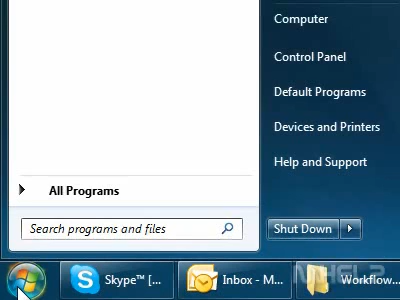 Computer
Control Panel
Default Programs
Devices and Printers
Help and Support
All Programs
Search programs and files
Shut Down
Skype™ [...
Inbox - M...
Workflow...